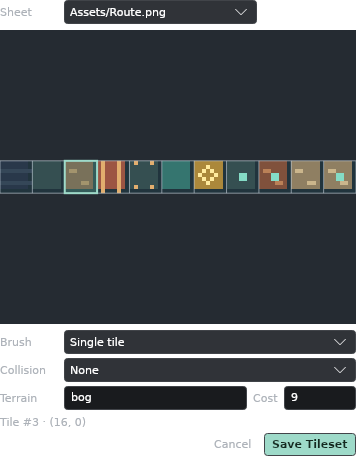 Sheet Assets/Route.png
Brush Single tile
Collision None
Terrain bog Cost 9
Tile #3 · (16, 0)
Cancel Save Tileset